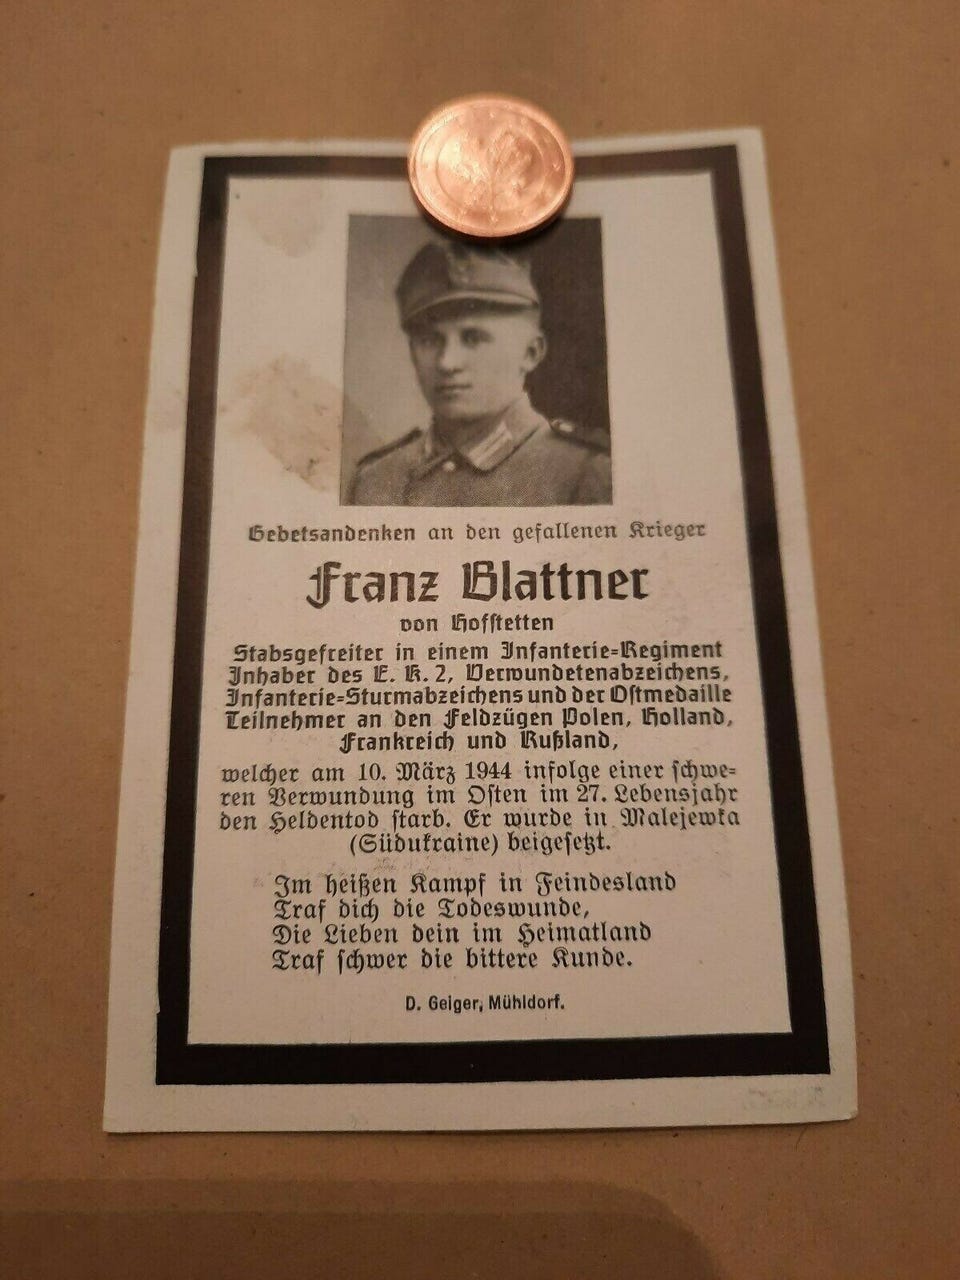 Gebetsandenken an den gefallenen Krieger
Franz Blattner
von Hofstetten
Stabsgefreiter in einem Infanterie=Regiment
Inhaber des E. K. 2, Verwundetenabzeichens,
Infanterie=Sturmabzeichens und der Ostmedaille
Teilnehmer an den Feldzügen Polen, Holland,
Frankreich und Rußland,
welcher am 10. März 1944 infolge einer schwe=
ren Verwundung im Osten im 27. Lebensjahr
den Heldentod starb. Er wurde in Malejewka
(Südukraine) beigesetzt.
Im heißen Kampf in Feindesland
Traf dich die Todeswunde,
Die Lieben dein im Heimatland
Traf schwer die bittere Kunde.
D. Geiger, Mühldorf.